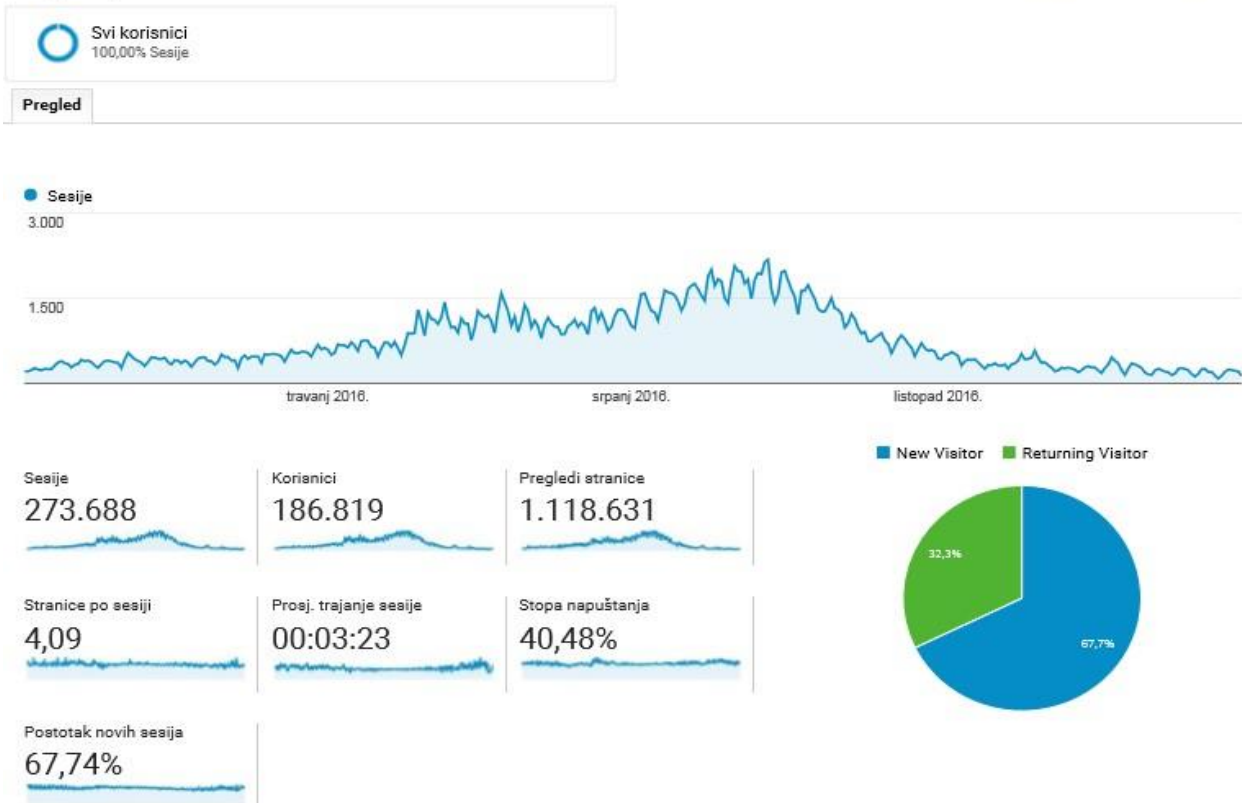 Svi korisnici
100,00% Sesije
Pregled
Sesije
3.000
1.500
travanj 2016.
srpanj 2016.
listopad 2016.
New Visitor
Returning Visitor
Sesije
273.688
Korisnici
186.819
Pregledi stranice
1.118.631
Stranice po sesiji
4,09
Prosj. trajanje sesije
00:03:23
Stopa napuštanja
40,48%
Postotak novih sesija
67,74%
32,3%
67,7%